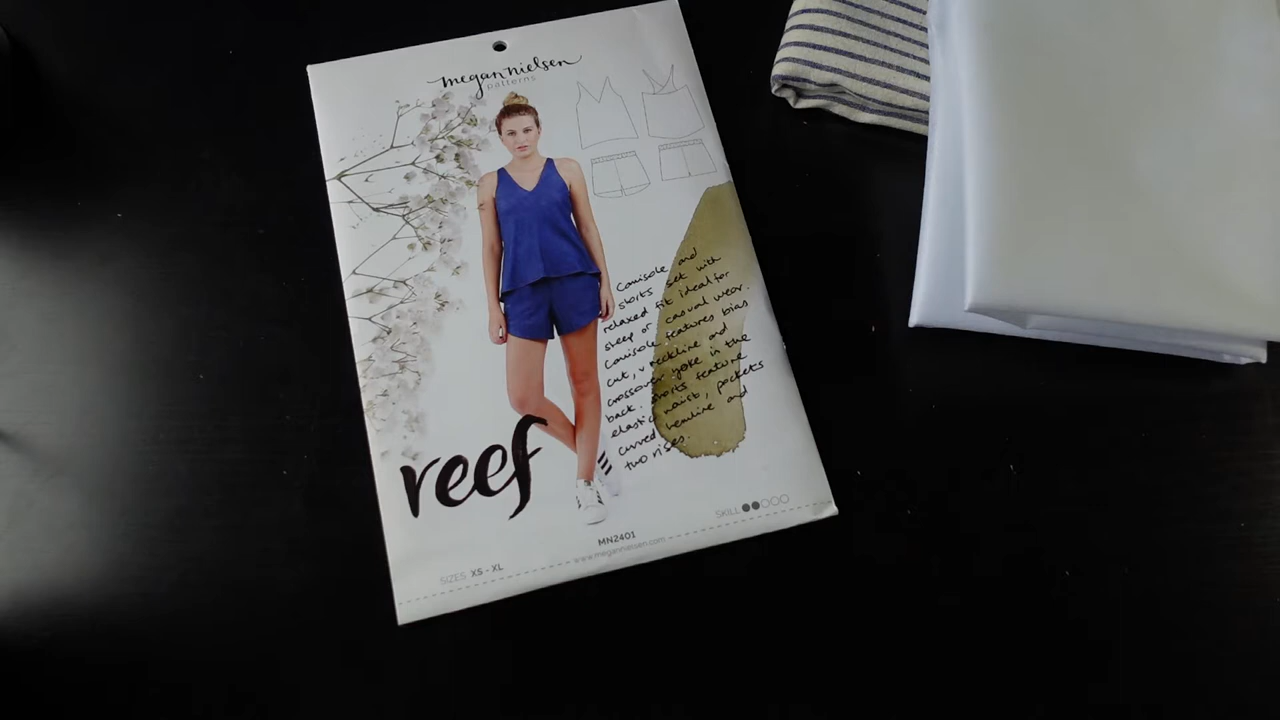 megan nielsen
patterns
Camisole and
shorts set with
relaxed fit ideal for
sleep or casual wear.
Camisole features bias
cut, v neckline and
crossover yoke in the
back. Shorts feature
elastic waist, pockets
curved hemline and
two rises.
reef
SKILL
MN2401
www.megannielsen.com
SIZES XS - XL